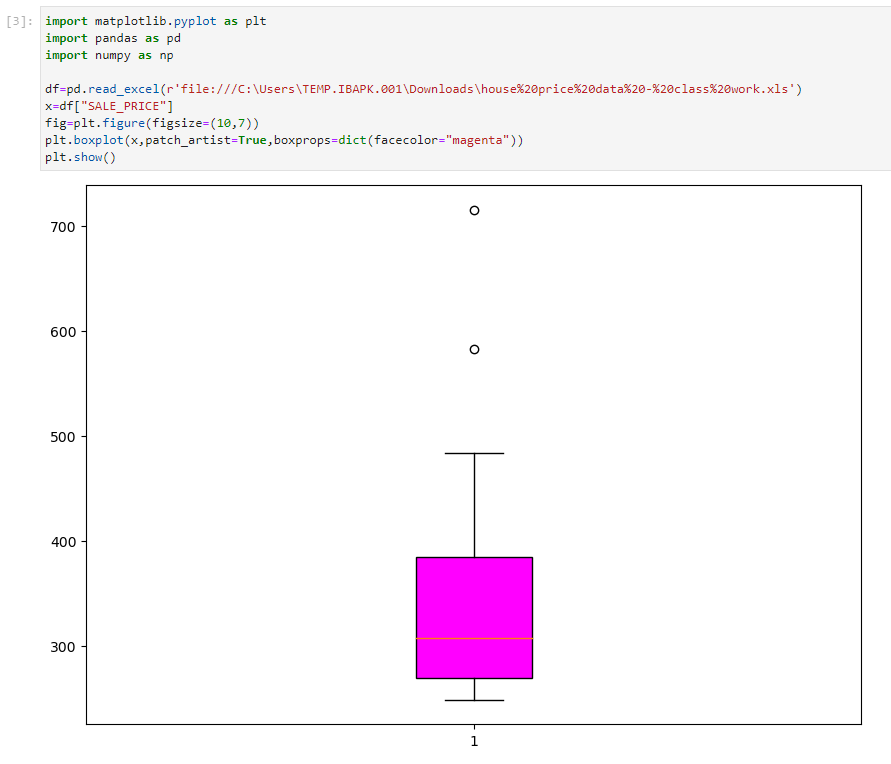 [3]: import matplotlib.pyplot as plt
import pandas as pd
import numpy as np
df=pd.read_excel(r'file:///C:\Users\TEMP.IBAPK.001\Downloads\house%20price%20data%20-%20class%20work.xls')
x=df["SALE_PRICE"]
fig=plt.figure(figsize=(10,7))
plt.boxplot(x,patch_artist=True,boxprops=dict(facecolor="magenta"))
plt.show()
700
600
500
400
300
1